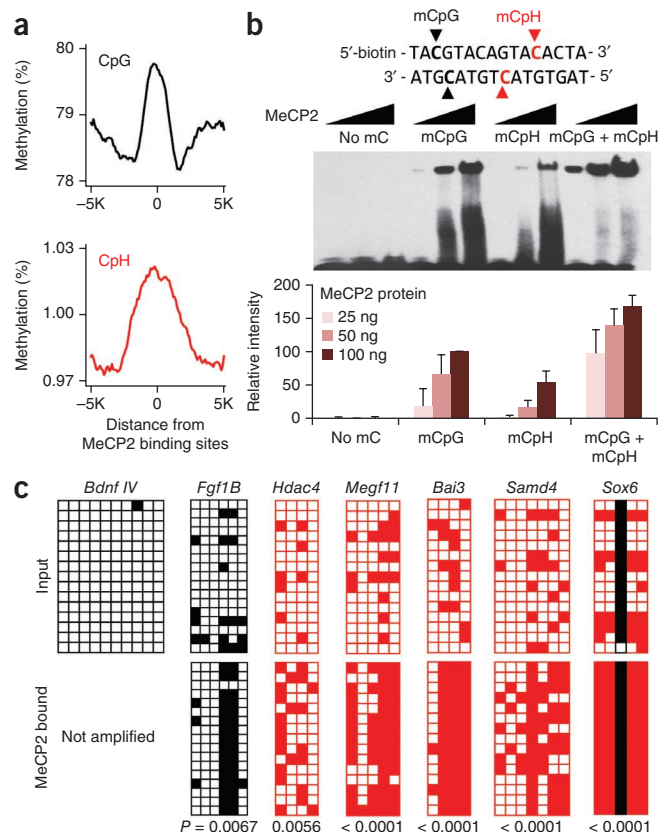 a
80
79
78
Methylation (%)
CpG
−5K 0 5K
1.03
1.00
0.97
Methylation (%)
CpH
−5K 0 5K
Distance from
MeCP2 binding sites
b
mCpG mCpH
5′-biotin - TACGTACAGTACACTA- 3′
3′- ATGCATGTCATGTGAT- 5′
MeCP2
No mC mCpG mCpH mCpG + mCpH
200
150
100
50
0
Relative intensity
MeCP2 protein
25 ng
50 ng
100 ng
No mC mCpG mCpH mCpG +
mCpH
c
Bdnf IV Fgf1B Hdac4 Megf11 Bai3 Samd4 Sox6
Input
MeCP2 bound
Not amplified
P = 0.0067 0.0056 < 0.0001 < 0.0001 < 0.0001 < 0.0001